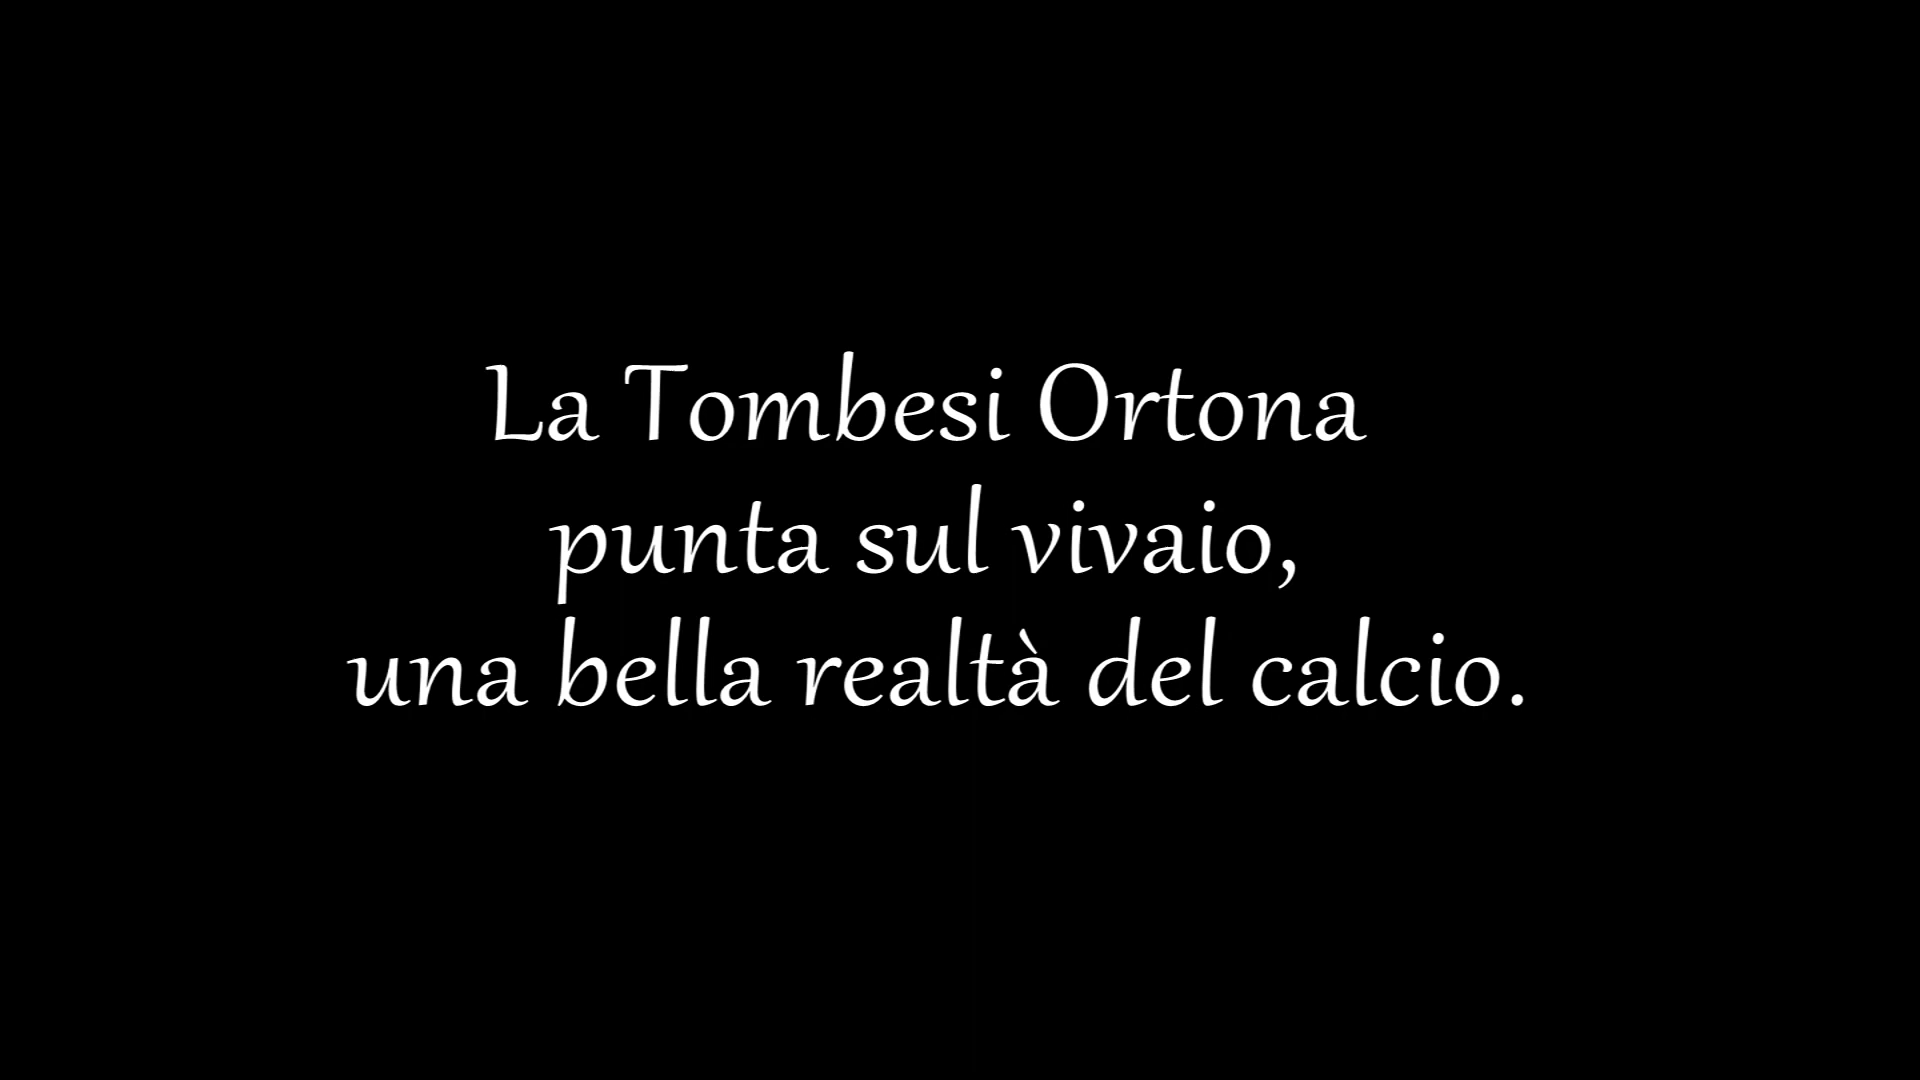 La Tombesi Ortona
punta sul vivaio,
una bella realtà del calcio.